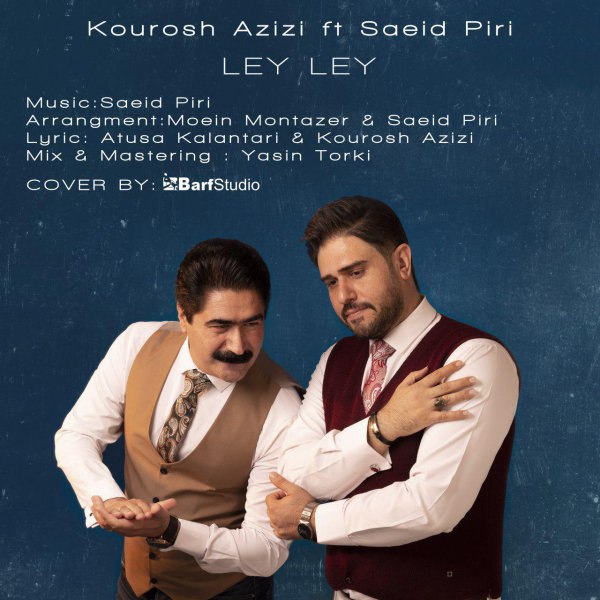 Kourosh Azizi ft Saeid Piri
LEY LEY
Music:Saeid Piri
Arrangment:Moein Montazer & Saeid Piri
Lyric: Atusa Kalantari & Kourosh Azizi
Mix & Mastering : Yasin Torki
COVER BY: BarfStudio